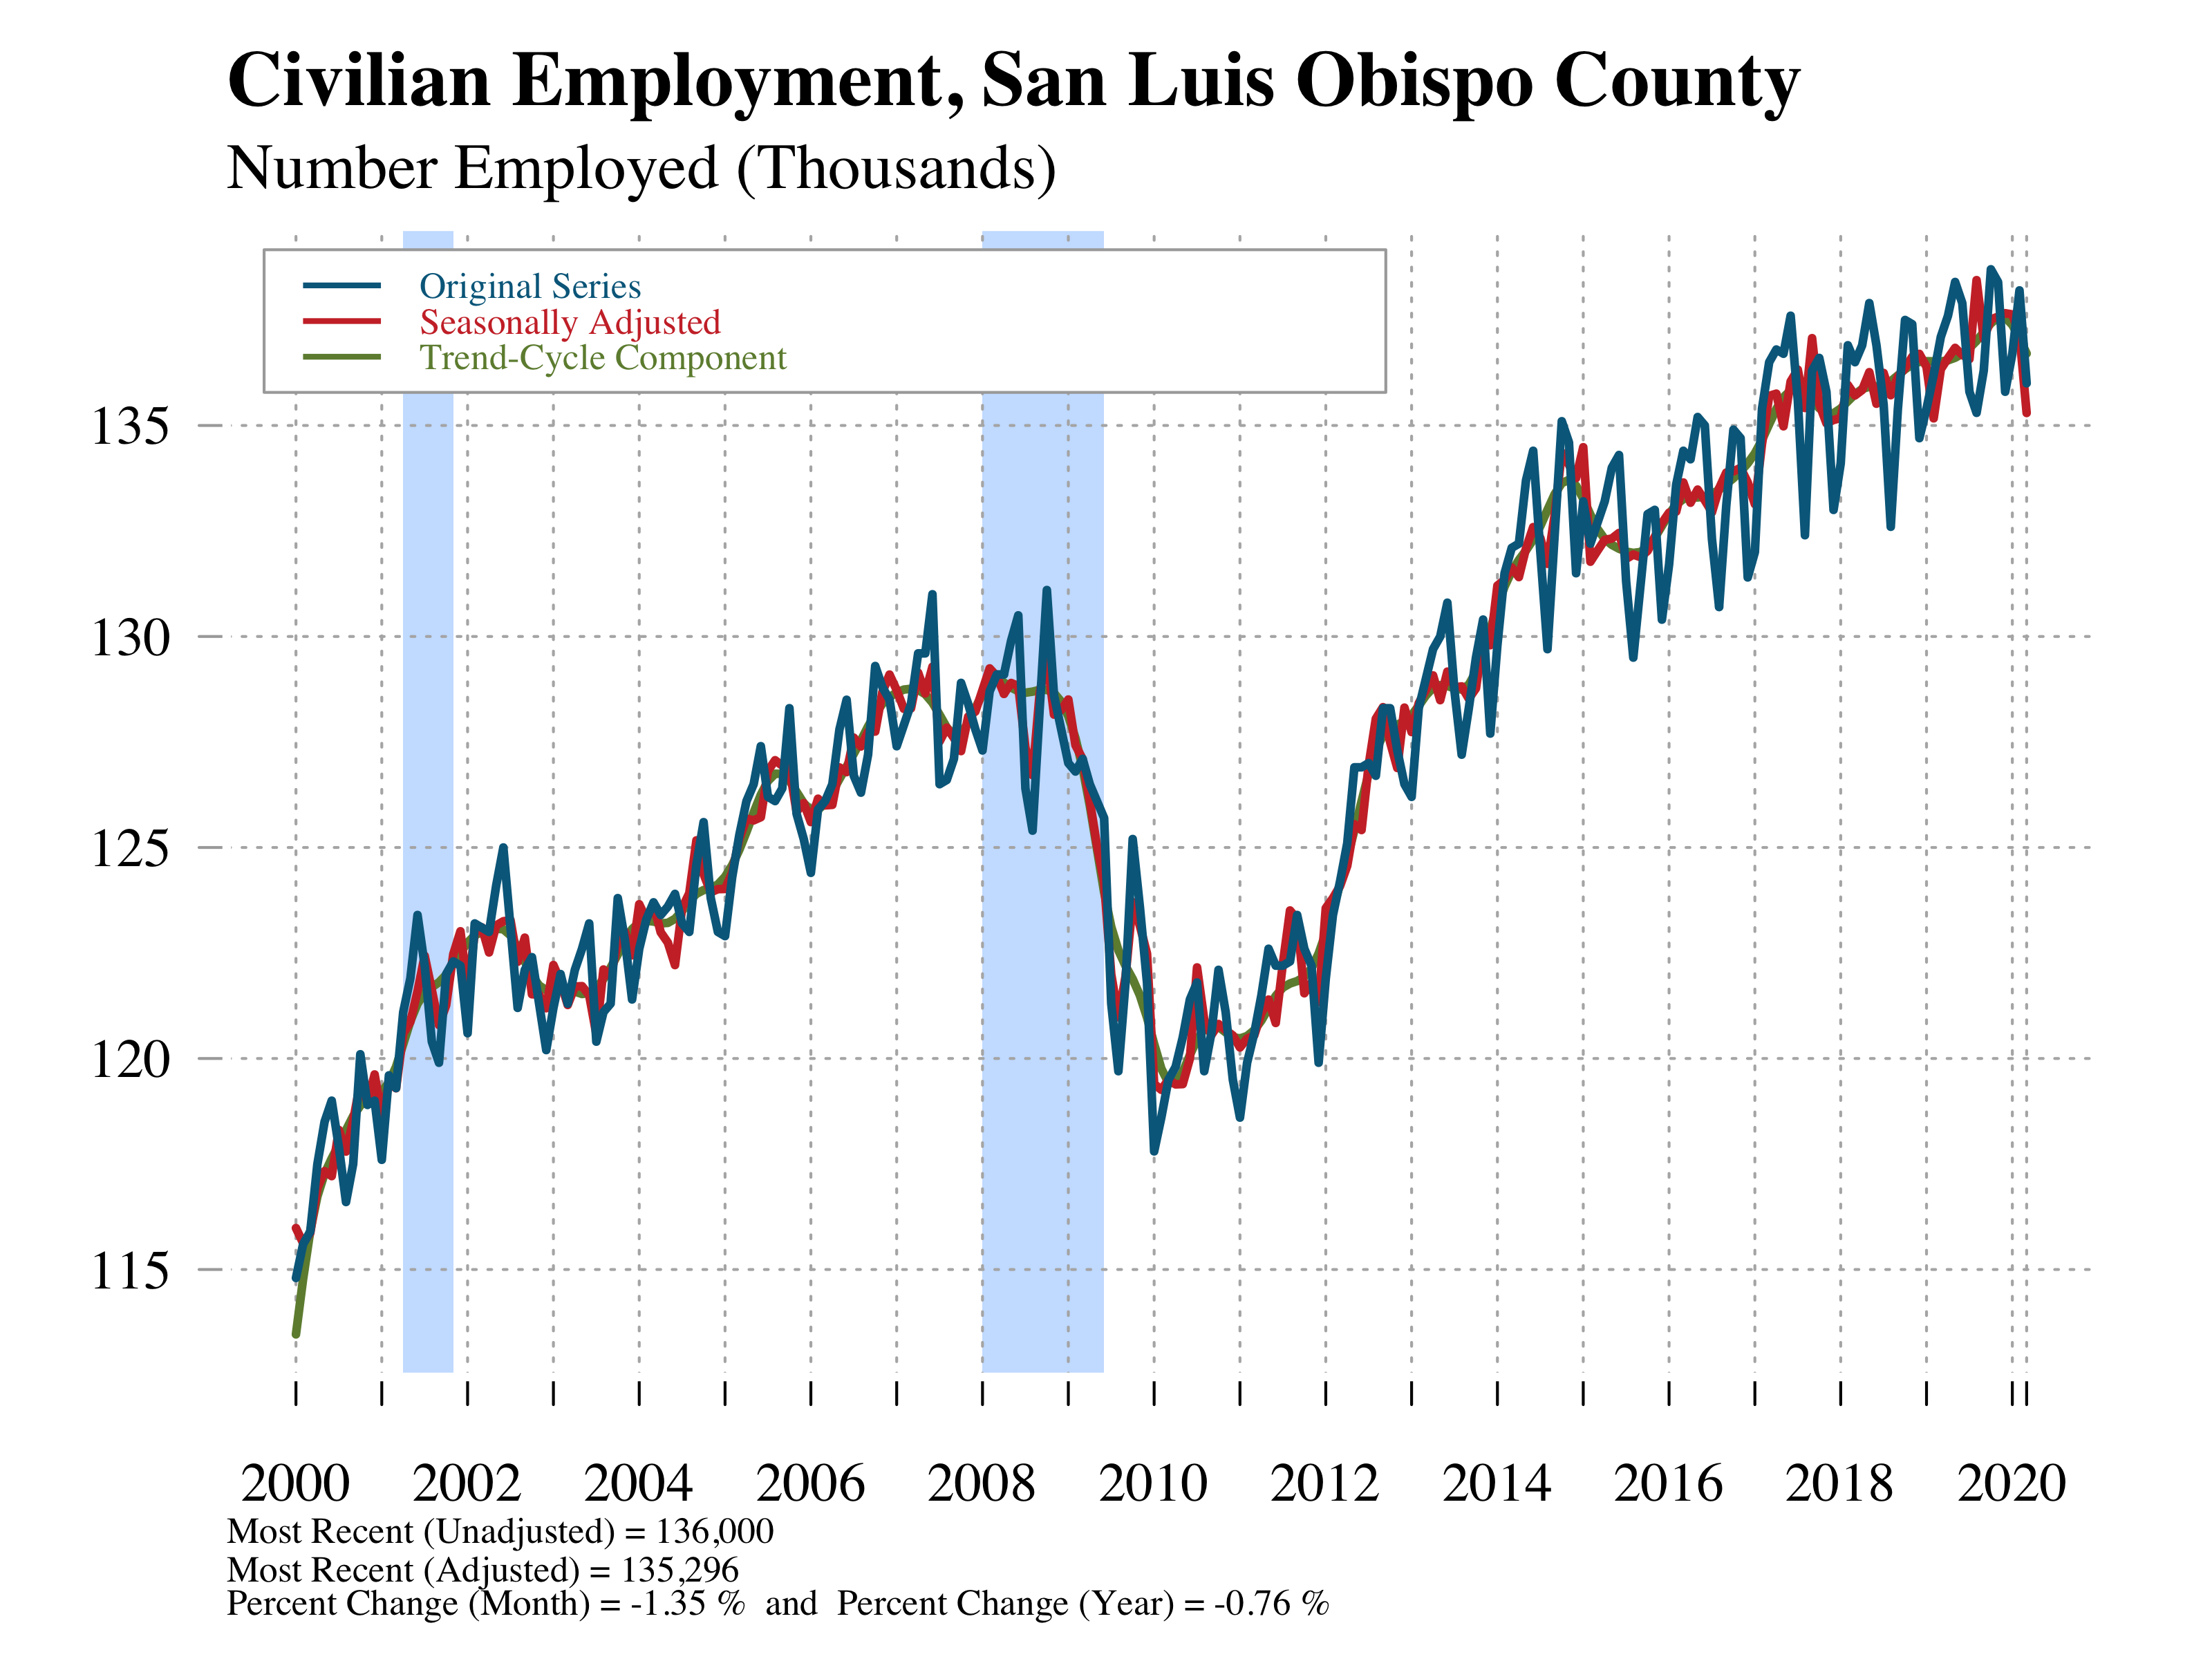 Civilian Employment, San Luis Obispo County
Number Employed (Thousands)
Original Series
Seasonally Adjusted
Trend-Cycle Component
135
130
125
120
115
2000 2002 2004 2006 2008 2010 2012 2014 2016 2018 2020
Most Recent (Unadjusted) = 136,000
Most Recent (Adjusted) = 135,296
Percent Change (Month) = -1.35 % and Percent Change (Year) = -0.76 %